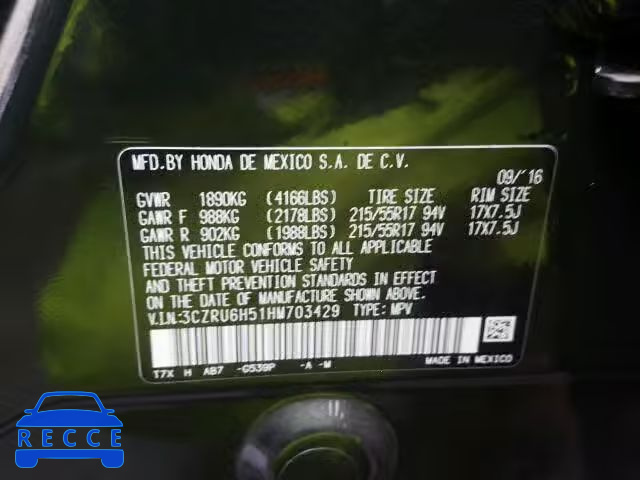 MFD.BY HONDA DE MEXICO S.A. DE C.V.
09/'16
GVWR 1890KG (4166LBS) TIRE SIZE RIM SIZE
GAWR F 988KG (2178LBS) 215/55R17 94V 17X7.5J
GAWR R 902KG (1988LBS) 215/55R17 94V 17X7.5J
THIS VEHICLE CONFORMS TO ALL APPLICABLE
FEDERAL MOTOR VEHICLE SAFETY
AND THEFT PREVENTION STANDARDS IN EFFECT
ON THE DATE OF MANUFACTURE SHOWN ABOVE.
V.I.N:3CZRU6H51HM703429 TYPE: MPV
T7X H AB7 -G539P -A -M MADE IN MEXICO
RECCE